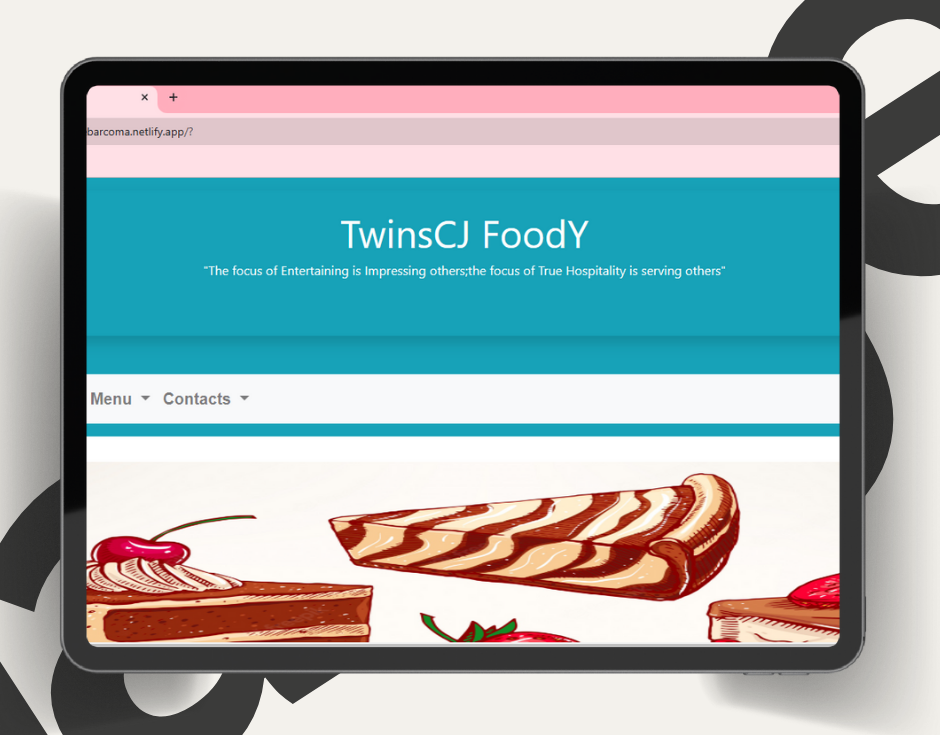 × +
barcoma.netlify.app/?
TwinsCJ FoodY
"The focus of Entertaining is Impressing others;the focus of True Hospitality is serving others"
Menu Contacts